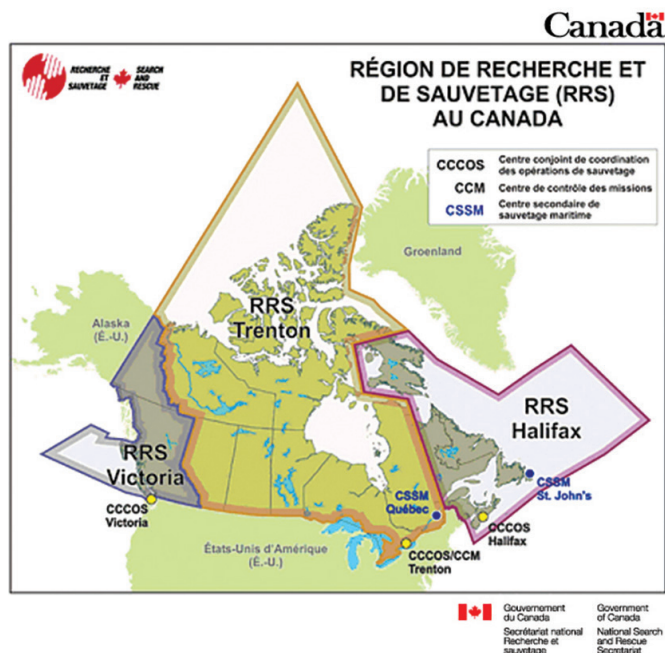 Canada
RECHERCHE
ET
SAUVETAGE
SEARCH
AND
RESCUE
RÉGION DE RECHERCHE ET
DE SAUVETAGE (RRS)
AU CANADA
CCCOS Centre conjoint de coordination
des opérations de sauvetage
CCM Centre de contrôle des missions
CSSM Centre secondaire de
sauvetage maritime
Groenland
Alaska
(É.-U.)
RRS
Trenton
RRS
Halifax
RRS
Victoria
CCCOS
Victoria
CSSM
St. John's
CSSM
Québec
CCCOS
Halifax
CCCOS/CCM
Trenton
États-Unis d'Amérique
(É.-U.)
Gouvernement
du Canada
Government
of Canada
Secrétariat national
Recherche et
sauvetage
National Search
and Rescue
Secretariat